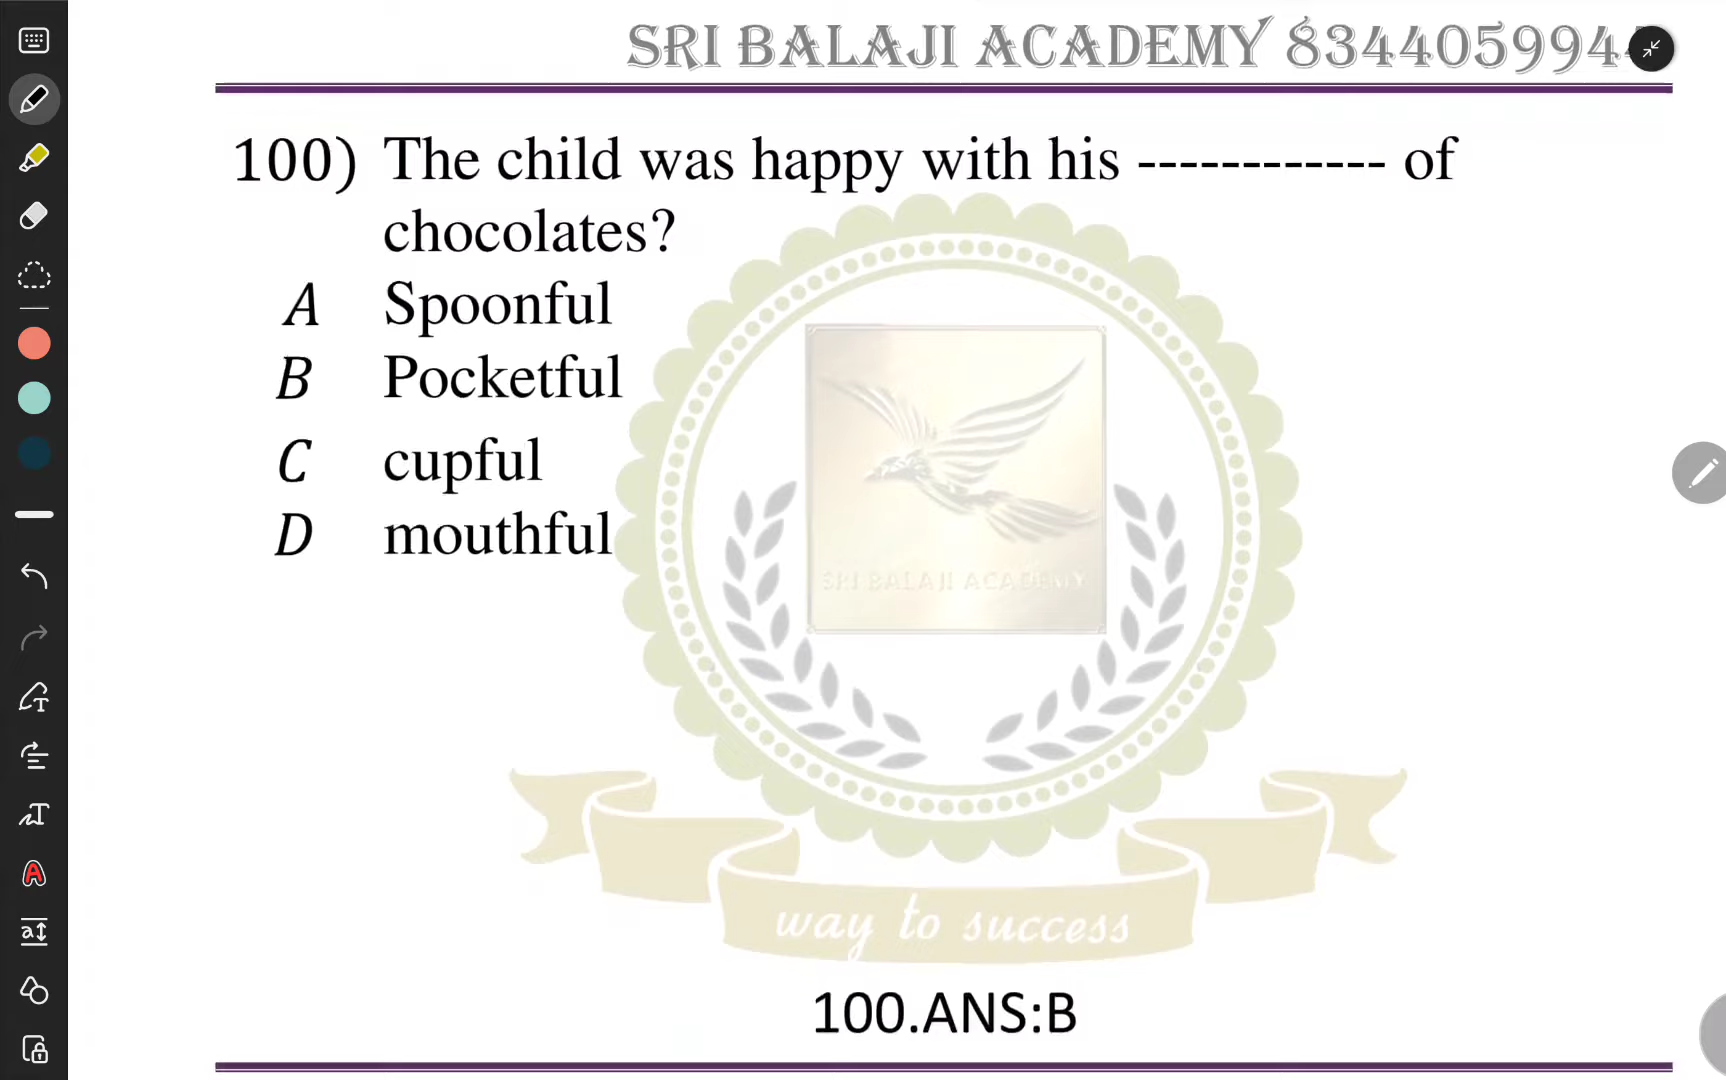 SRI BALAJI ACADEMY 834405994
100) The child was happy with his ------------ of
chocolates?
A Spoonful
B Pocketful
C cupful
D mouthful
SRI BALAJI ACADEMY
way to success
100.ANS:B